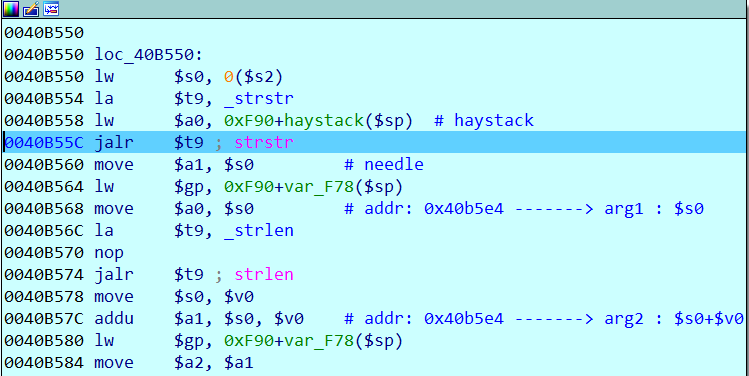 0040B550
0040B550 loc_40B550:
0040B550 lw $s0, 0($s2)
0040B554 la $t9, _strstr
0040B558 lw $a0, 0xF90+haystack($sp) # haystack
0040B55C jalr $t9 ; strstr
0040B560 move $a1, $s0 # needle
0040B564 lw $gp, 0xF90+var_F78($sp)
0040B568 move $a0, $s0 # addr: 0x40b5e4 -------> arg1 : $s0
0040B56C la $t9, _strlen
0040B570 nop
0040B574 jalr $t9 ; strlen
0040B578 move $s0, $v0
0040B57C addu $a1, $s0, $v0 # addr: 0x40b5e4 -------> arg2 : $s0+$v0
0040B580 lw $gp, 0xF90+var_F78($sp)
0040B584 move $a2, $a1